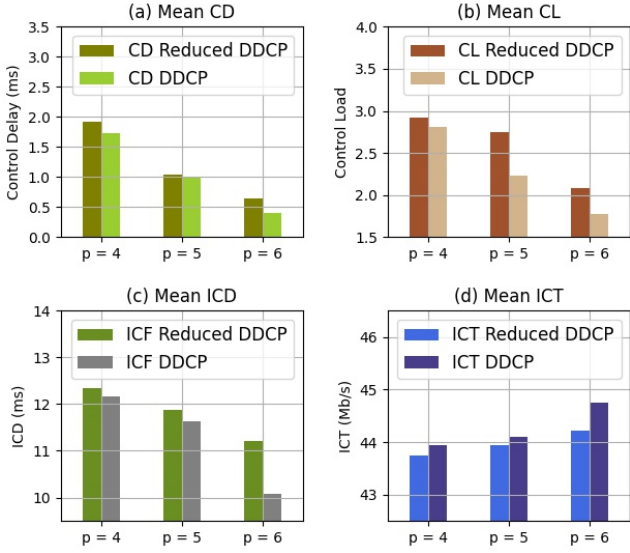 (a) Mean CD
3.5
3.0
2.5
2.0
1.5
1.0
0.5
0.0
Control Delay (ms)
CD Reduced DDCP
CD DDCP
p = 4
p = 5
p = 6
(b) Mean CL
4.0
3.5
3.0
2.5
2.0
1.5
Control Load
CL Reduced DDCP
CL DDCP
p = 4
p = 5
p = 6
(c) Mean ICD
14
13
12
11
10
ICD (ms)
ICF Reduced DDCP
ICF DDCP
p = 4
p = 5
p = 6
(d) Mean ICT
46
45
44
43
ICT (Mb/s)
ICT Reduced DDCP
ICT DDCP
p = 4
p = 5
p = 6